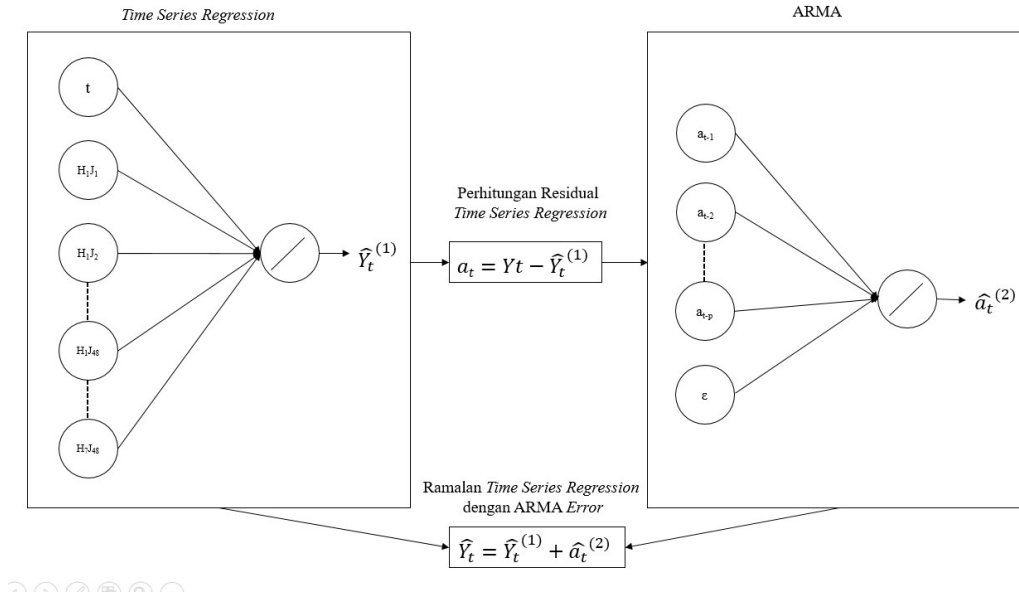 Time Series Regression
t
H₁J₁
H₁J₂
H₁J₄₈
H₇J₄₈
Ŷₜ⁽¹⁾
Perhitungan Residual
Time Series Regression
aₜ = Yt − Ŷₜ⁽¹⁾
ARMA
aₜ₋₁
aₜ₋₂
aₜ₋ₚ
ε
âₜ⁽²⁾
Ramalan Time Series Regression
dengan ARMA Error
Ŷₜ = Ŷₜ⁽¹⁾ + âₜ⁽²⁾